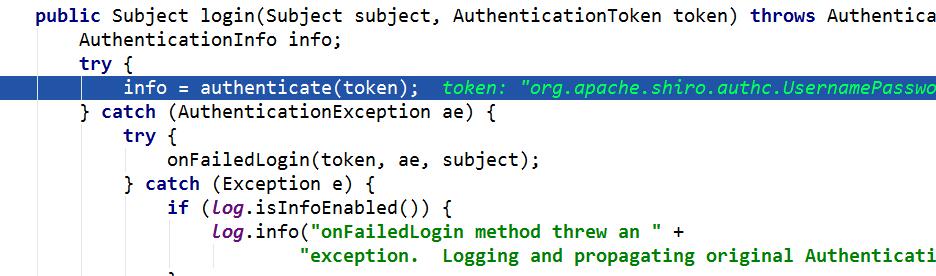 public Subject login(Subject subject, AuthenticationToken token) throws Authentica
AuthenticationInfo info;
try {
info = authenticate(token); token: "org.apache.shiro.authc.UsernamePasswo
} catch (AuthenticationException ae) {
try {
onFailedLogin(token, ae, subject);
} catch (Exception e) {
if (log.isInfoEnabled()) {
log.info("onFailedLogin method threw an " +
"exception.  Logging and propagating original Authenticati